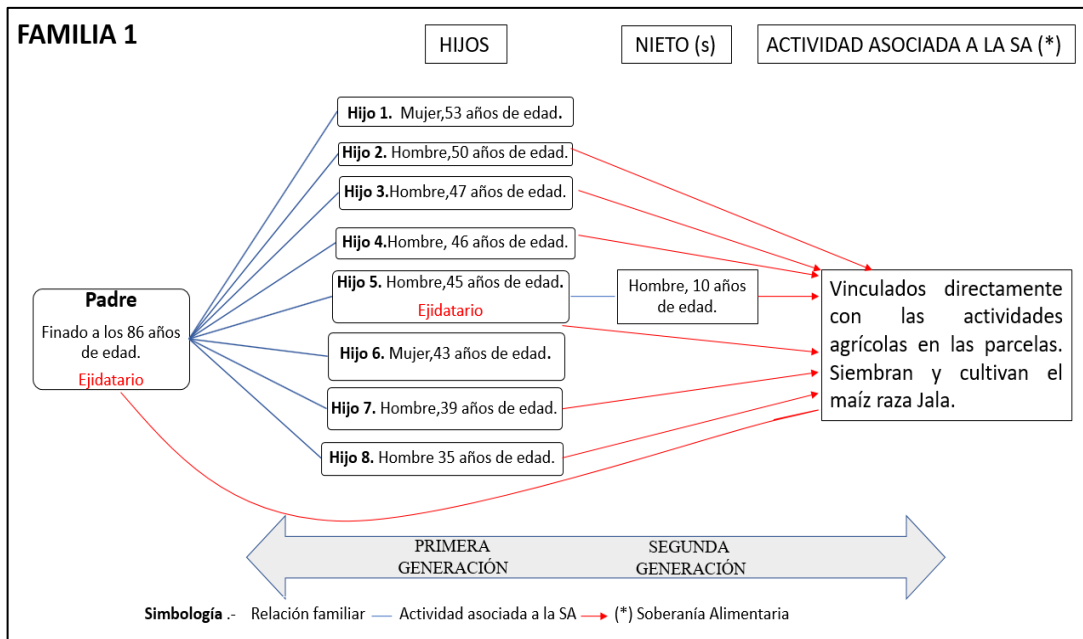 FAMILIA 1
HIJOS
NIETO (s)
ACTIVIDAD ASOCIADA A LA SA (*)
Hijo 1. Mujer,53 años de edad.
Hijo 2. Hombre,50 años de edad.
Hijo 3.Hombre,47 años de edad.
Hijo 4.Hombre, 46 años de edad.
Hijo 5. Hombre,45 años de edad.
Ejidatario
Hijo 6. Mujer,43 años de edad.
Hijo 7. Hombre,39 años de edad.
Hijo 8. Hombre 35 años de edad.
Padre
Finado a los 86 años
de edad.
Ejidatario
Hombre, 10 años
de edad.
Vinculados directamente
con las actividades
agrícolas en las parcelas.
Siembran y cultivan el
maíz raza Jala.
PRIMERA
GENERACIÓN
SEGUNDA
GENERACIÓN
Simbología .- Relación familiar Actividad asociada a la SA (*) Soberanía Alimentaria